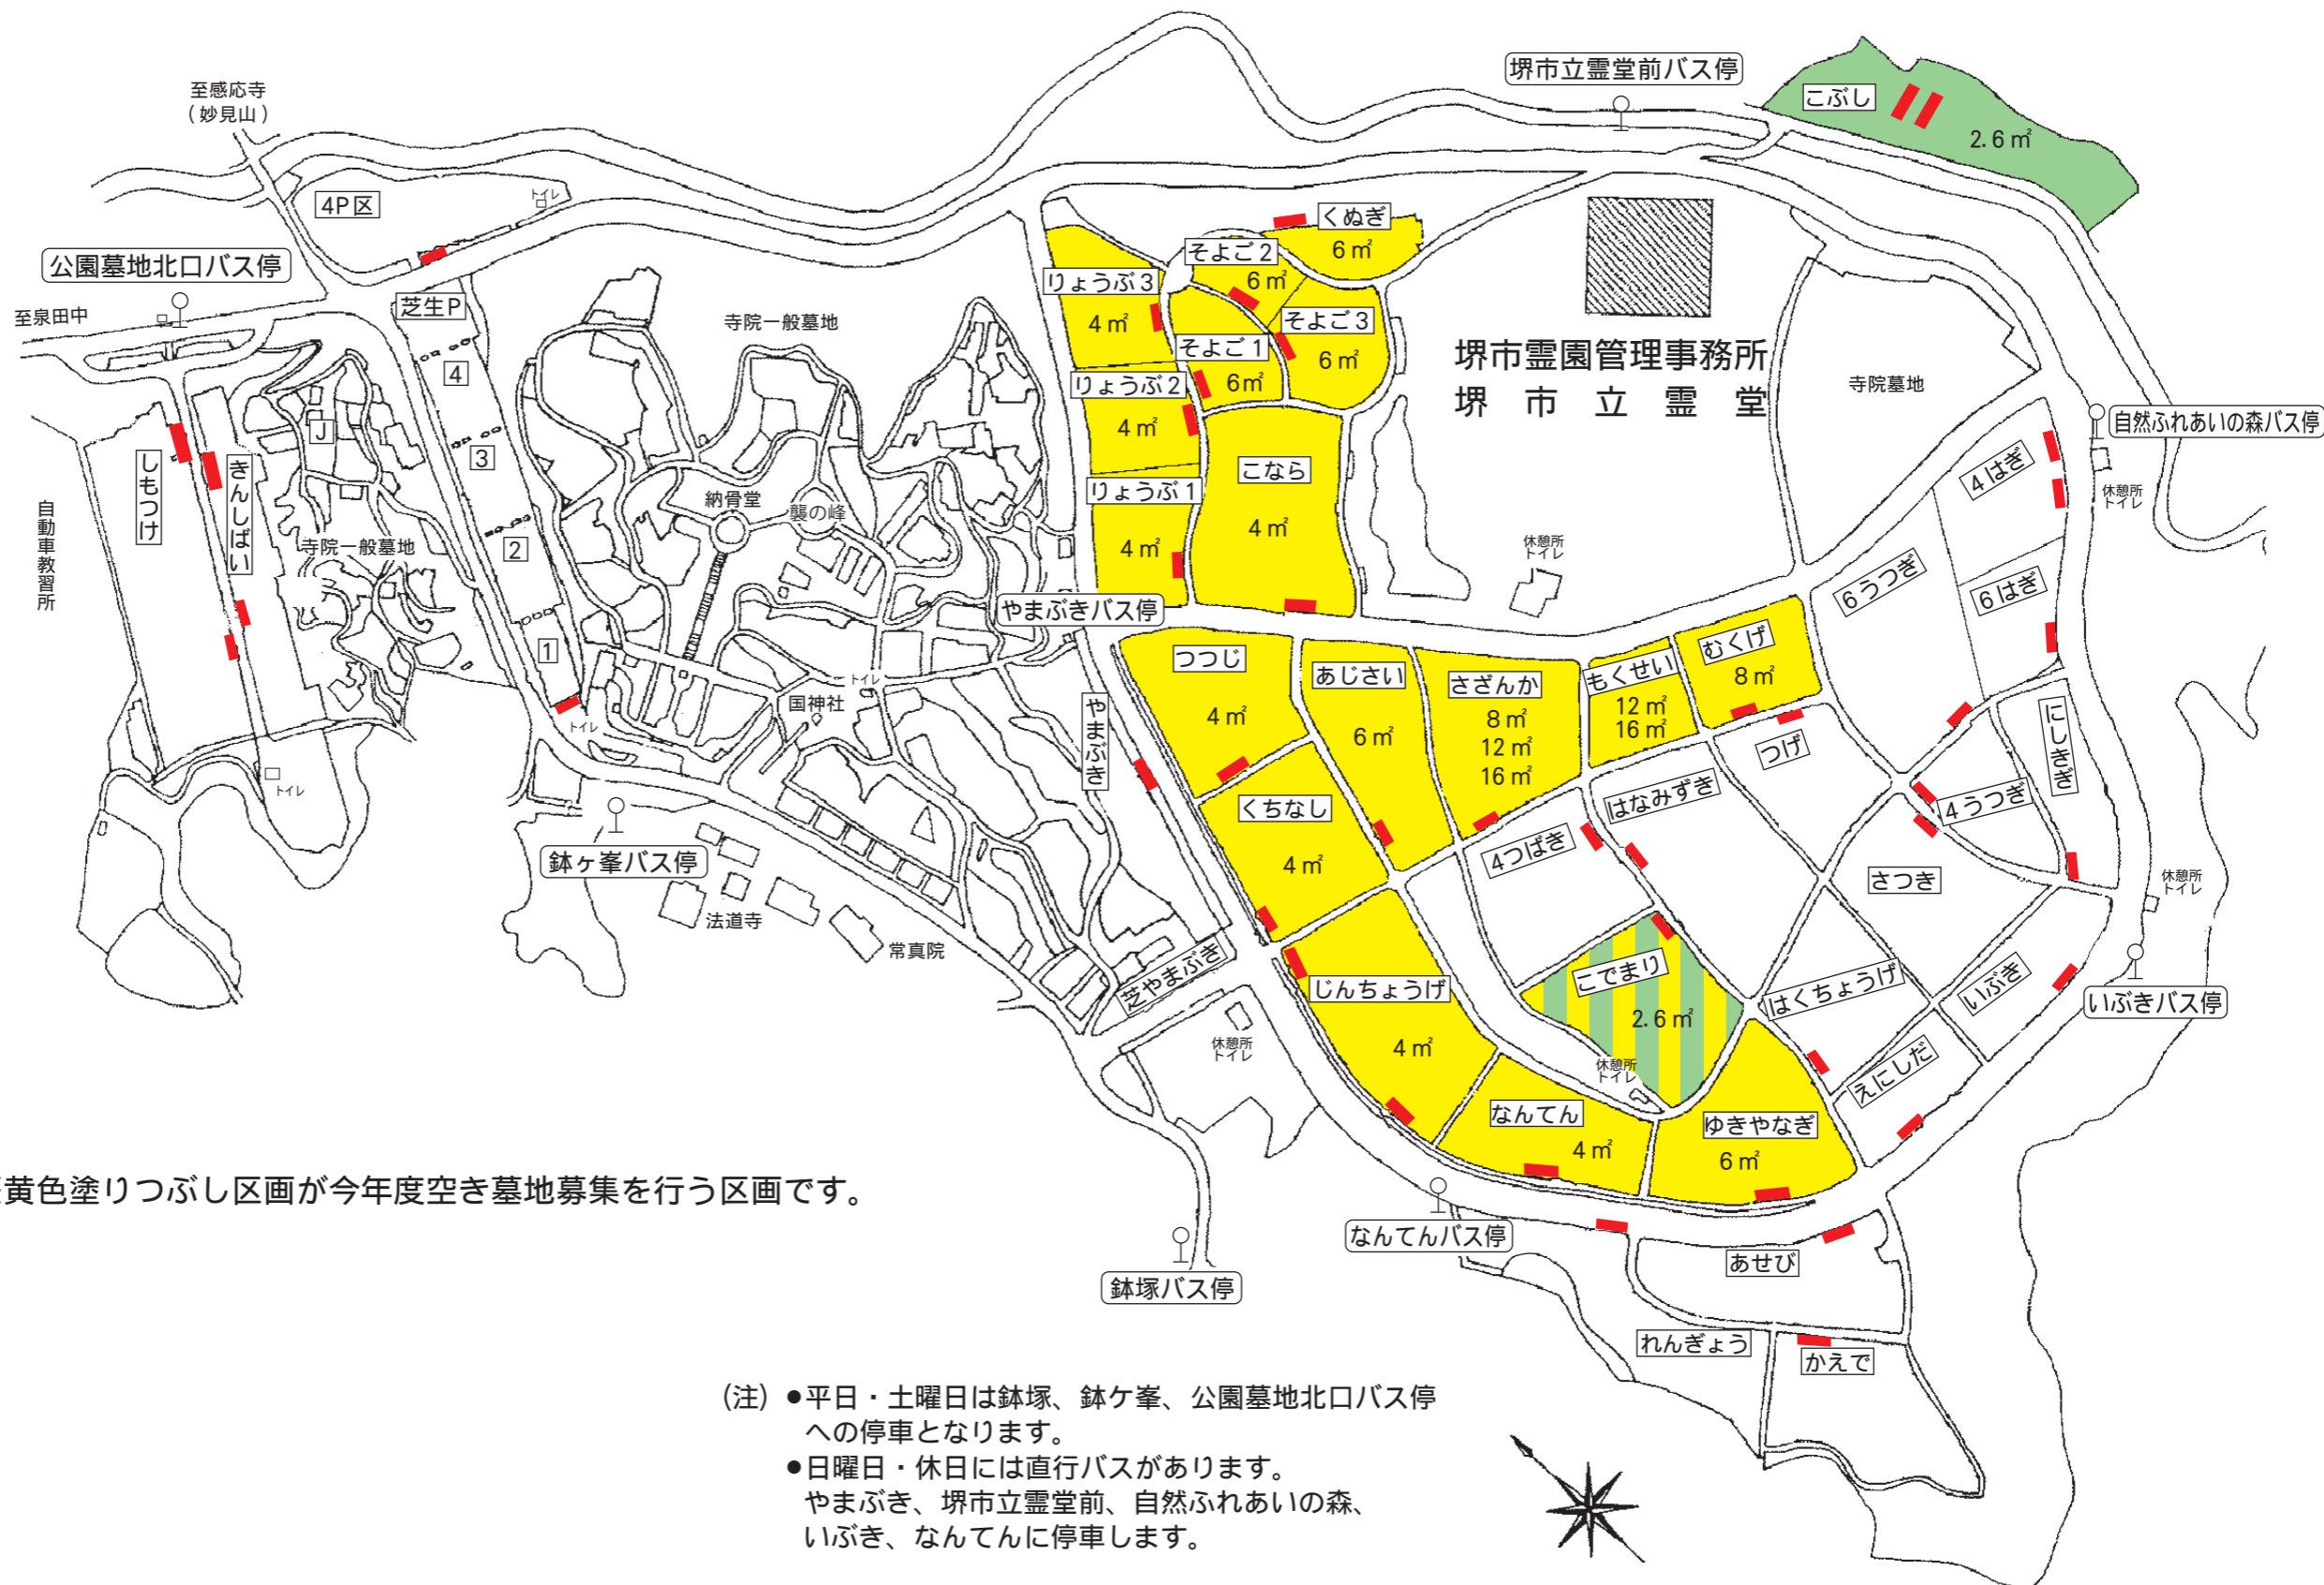 至感応寺
(妙見山)
堺市立霊堂前バス停
こぶし
2.6㎡
4P区
トイレ
くぬぎ
6㎡
公園墓地北口バス停
そよご2
6㎡
りょうぶ3
4㎡
芝生P
至泉田中
寺院一般墓地
そよご3
6㎡
そよご1
6㎡
堺市霊園管理事務所
堺市立霊堂
寺院墓地
4
りょうぶ2
4㎡
自然ふれあいの森バス停
J
3
しもつけ
きんしばい
こなら
4㎡
4はぎ
休憩所
トイレ
りょうぶ1
4㎡
納骨堂
襲の峰
自動車教習所
寺院一般墓地
2
休憩所
トイレ
6うつぎ
6はぎ
やまぶきバス停
1
つつじ
4㎡
あじさい
6㎡
さざんか
8㎡
12㎡
16㎡
もくせい
12㎡
16㎡
むくげ
8㎡
トイレ
国神社
やまぶき
トイレ
つげ
にしきぎ
トイレ
はなみずき
4うつぎ
くちなし
4㎡
4つばき
鉢ヶ峯バス停
さつき
休憩所
トイレ
法道寺
常真院
芝やまぶき
じんちょうげ
4㎡
こでまり
2.6㎡
はくちょうげ
いぶき
いぶきバス停
休憩所
トイレ
休憩所
トイレ
えにしだ
なんてん
4㎡
ゆきやなぎ
6㎡
黄色塗りつぶし区画が今年度空き墓地募集を行う区画です。
なんてんバス停
鉢塚バス停
あせび
れんぎょう
かえで
(注) ●平日・土曜日は鉢塚、鉢ケ峯、公園墓地北口バス停
への停車となります。
●日曜日・休日には直行バスがあります。
やまぶき、堺市立霊堂前、自然ふれあいの森、
いぶき、なんてんに停車します。